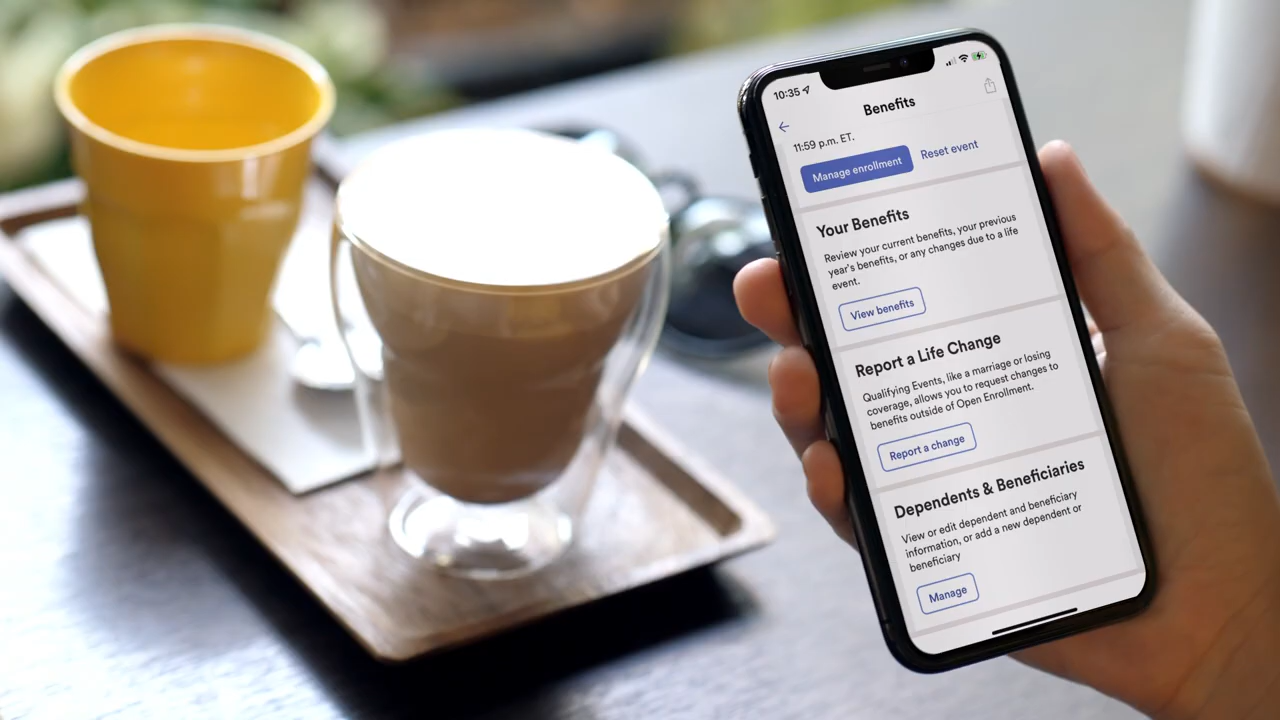 10:35
Benefits
11:59 p.m. ET.
Manage enrollment Reset event
Your Benefits
Review your current benefits, your previous
year's benefits, or any changes due to a life
event.
View benefits
Report a Life Change
Qualifying Events, like a marriage or losing
coverage, allows you to request changes to
benefits outside of Open Enrollment.
Report a change
Dependents & Beneficiaries
View or edit dependent and beneficiary
information, or add a new dependent or
beneficiary
Manage